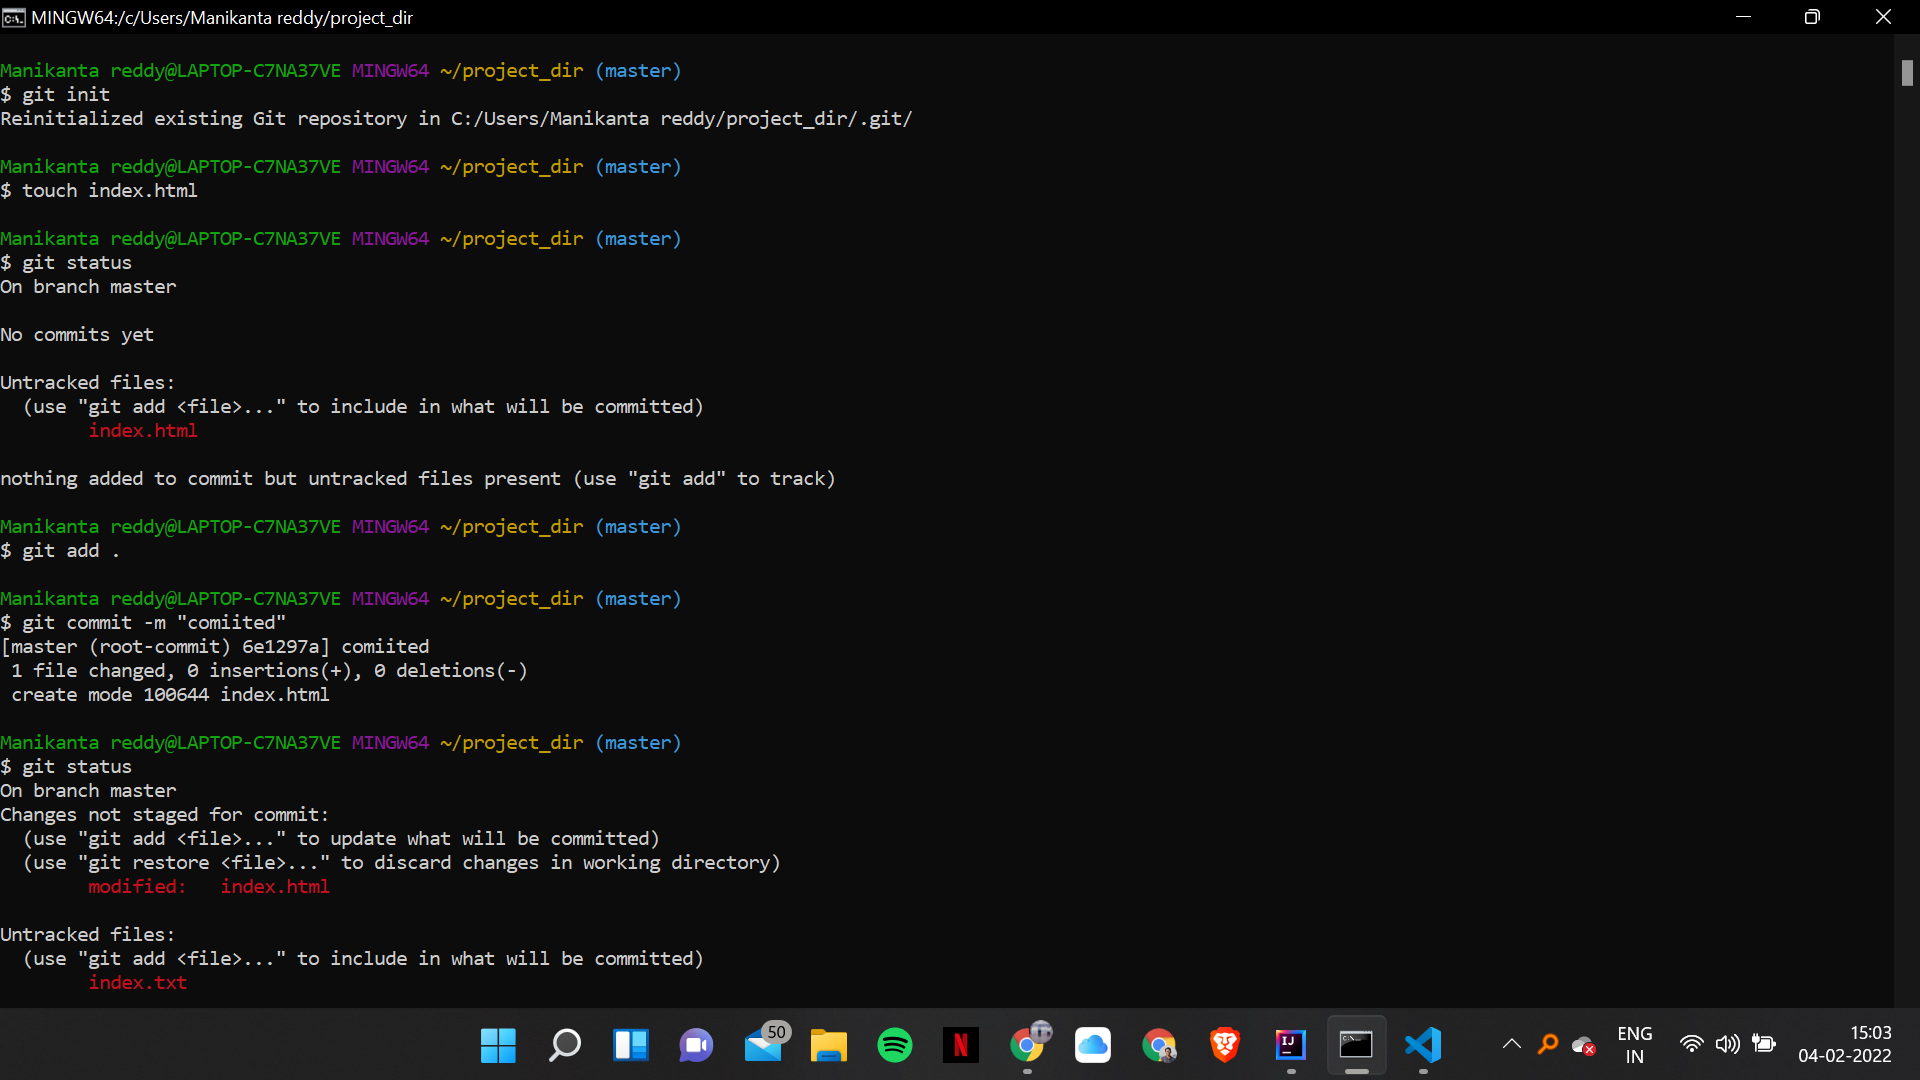 MINGW64:/c/Users/Manikanta reddy/project_dir
Manikanta reddy@LAPTOP-C7NA37VE MINGW64 ~/project_dir (master)
$ git init
Reinitialized existing Git repository in C:/Users/Manikanta reddy/project_dir/.git/
Manikanta reddy@LAPTOP-C7NA37VE MINGW64 ~/project_dir (master)
$ touch index.html
Manikanta reddy@LAPTOP-C7NA37VE MINGW64 ~/project_dir (master)
$ git status
On branch master
No commits yet
Untracked files:
  (use "git add <file>..." to include in what will be committed)
        index.html
nothing added to commit but untracked files present (use "git add" to track)
Manikanta reddy@LAPTOP-C7NA37VE MINGW64 ~/project_dir (master)
$ git add .
Manikanta reddy@LAPTOP-C7NA37VE MINGW64 ~/project_dir (master)
$ git commit -m "comiited"
[master (root-commit) 6e1297a] comiited
 1 file changed, 0 insertions(+), 0 deletions(-)
 create mode 100644 index.html
Manikanta reddy@LAPTOP-C7NA37VE MINGW64 ~/project_dir (master)
$ git status
On branch master
Changes not staged for commit:
  (use "git add <file>..." to update what will be committed)
  (use "git restore <file>..." to discard changes in working directory)
        modified:   index.html
Untracked files:
  (use "git add <file>..." to include in what will be committed)
        index.txt
50
N
IJ
ENG
IN
15:03
04-02-2022